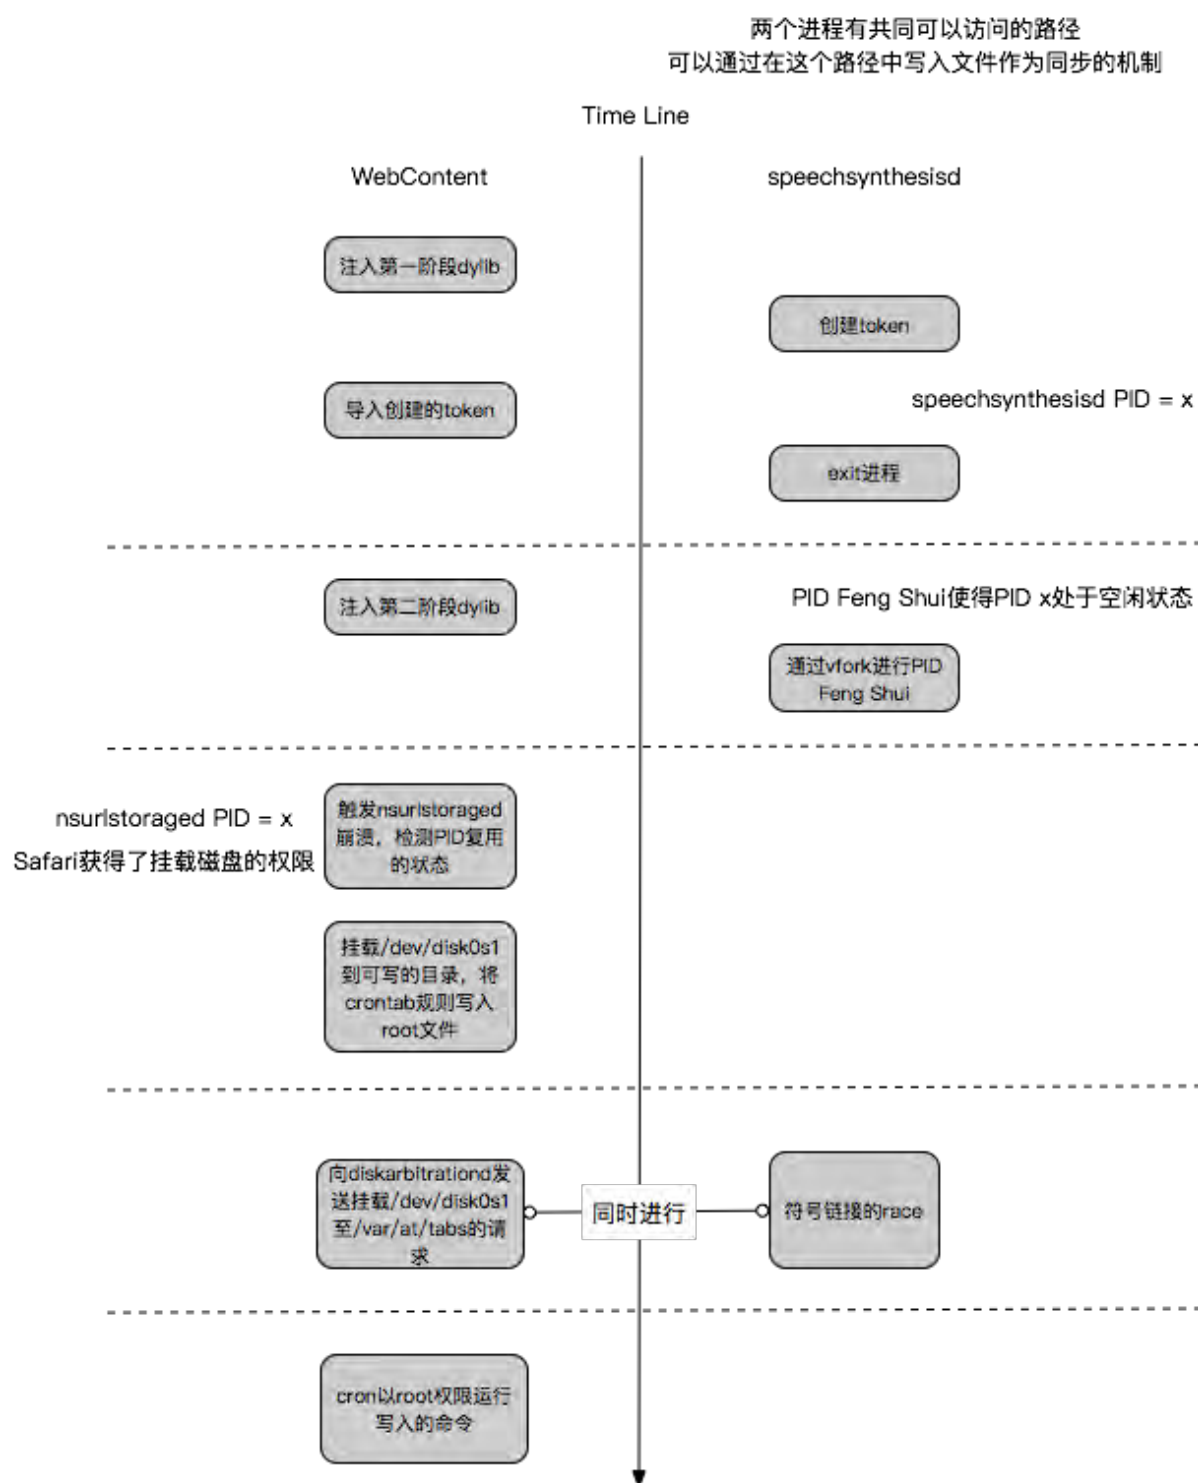 两个进程有共同可以访问的路径
可以通过在这个路径中写入文件作为同步的机制
Time Line
WebContent
speechsynthesisd
注入第一阶段dylib
创建token
导入创建的token
speechsynthesisd PID = x
exit进程
注入第二阶段dylib
PID Feng Shui使得PID x处于空闲状态
通过vfork进行PID
Feng Shui
nsurlstoraged PID = x
Safari获得了挂载磁盘的权限
触发nsurlstoraged
崩溃，检测PID复用
的状态
挂载/dev/disk0s1
到可写的目录，将
crontab规则写入
root文件
向diskarbitrationd发
送挂载/dev/disk0s1
至/var/at/tabs的请
求
同时进行
符号链接的race
cron以root权限运行
写入的命令